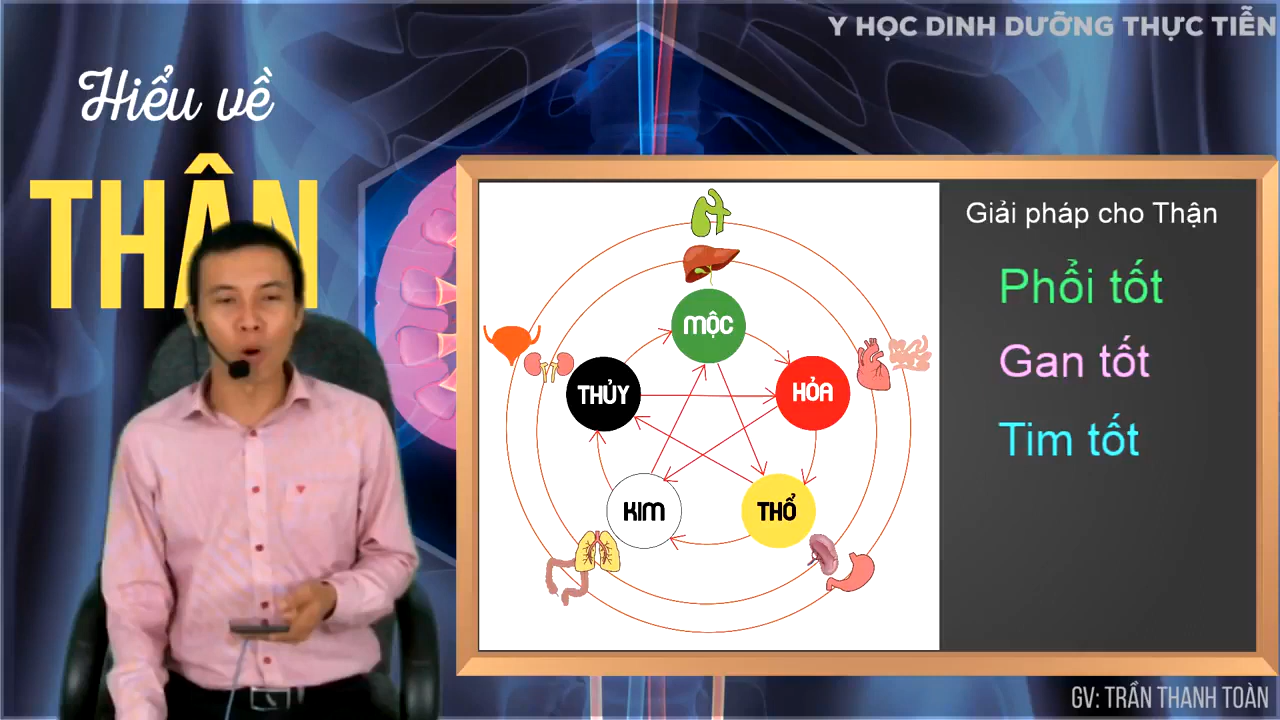 Y HỌC DINH DƯỠNG THỰC TIỄN
Hiểu về
THẬN
Giải pháp cho Thận
Phổi tốt
Gan tốt
Tim tốt
MỘC
THỦY
HỎA
KIM
THỔ
GV: TRẦN THANH TOÀN